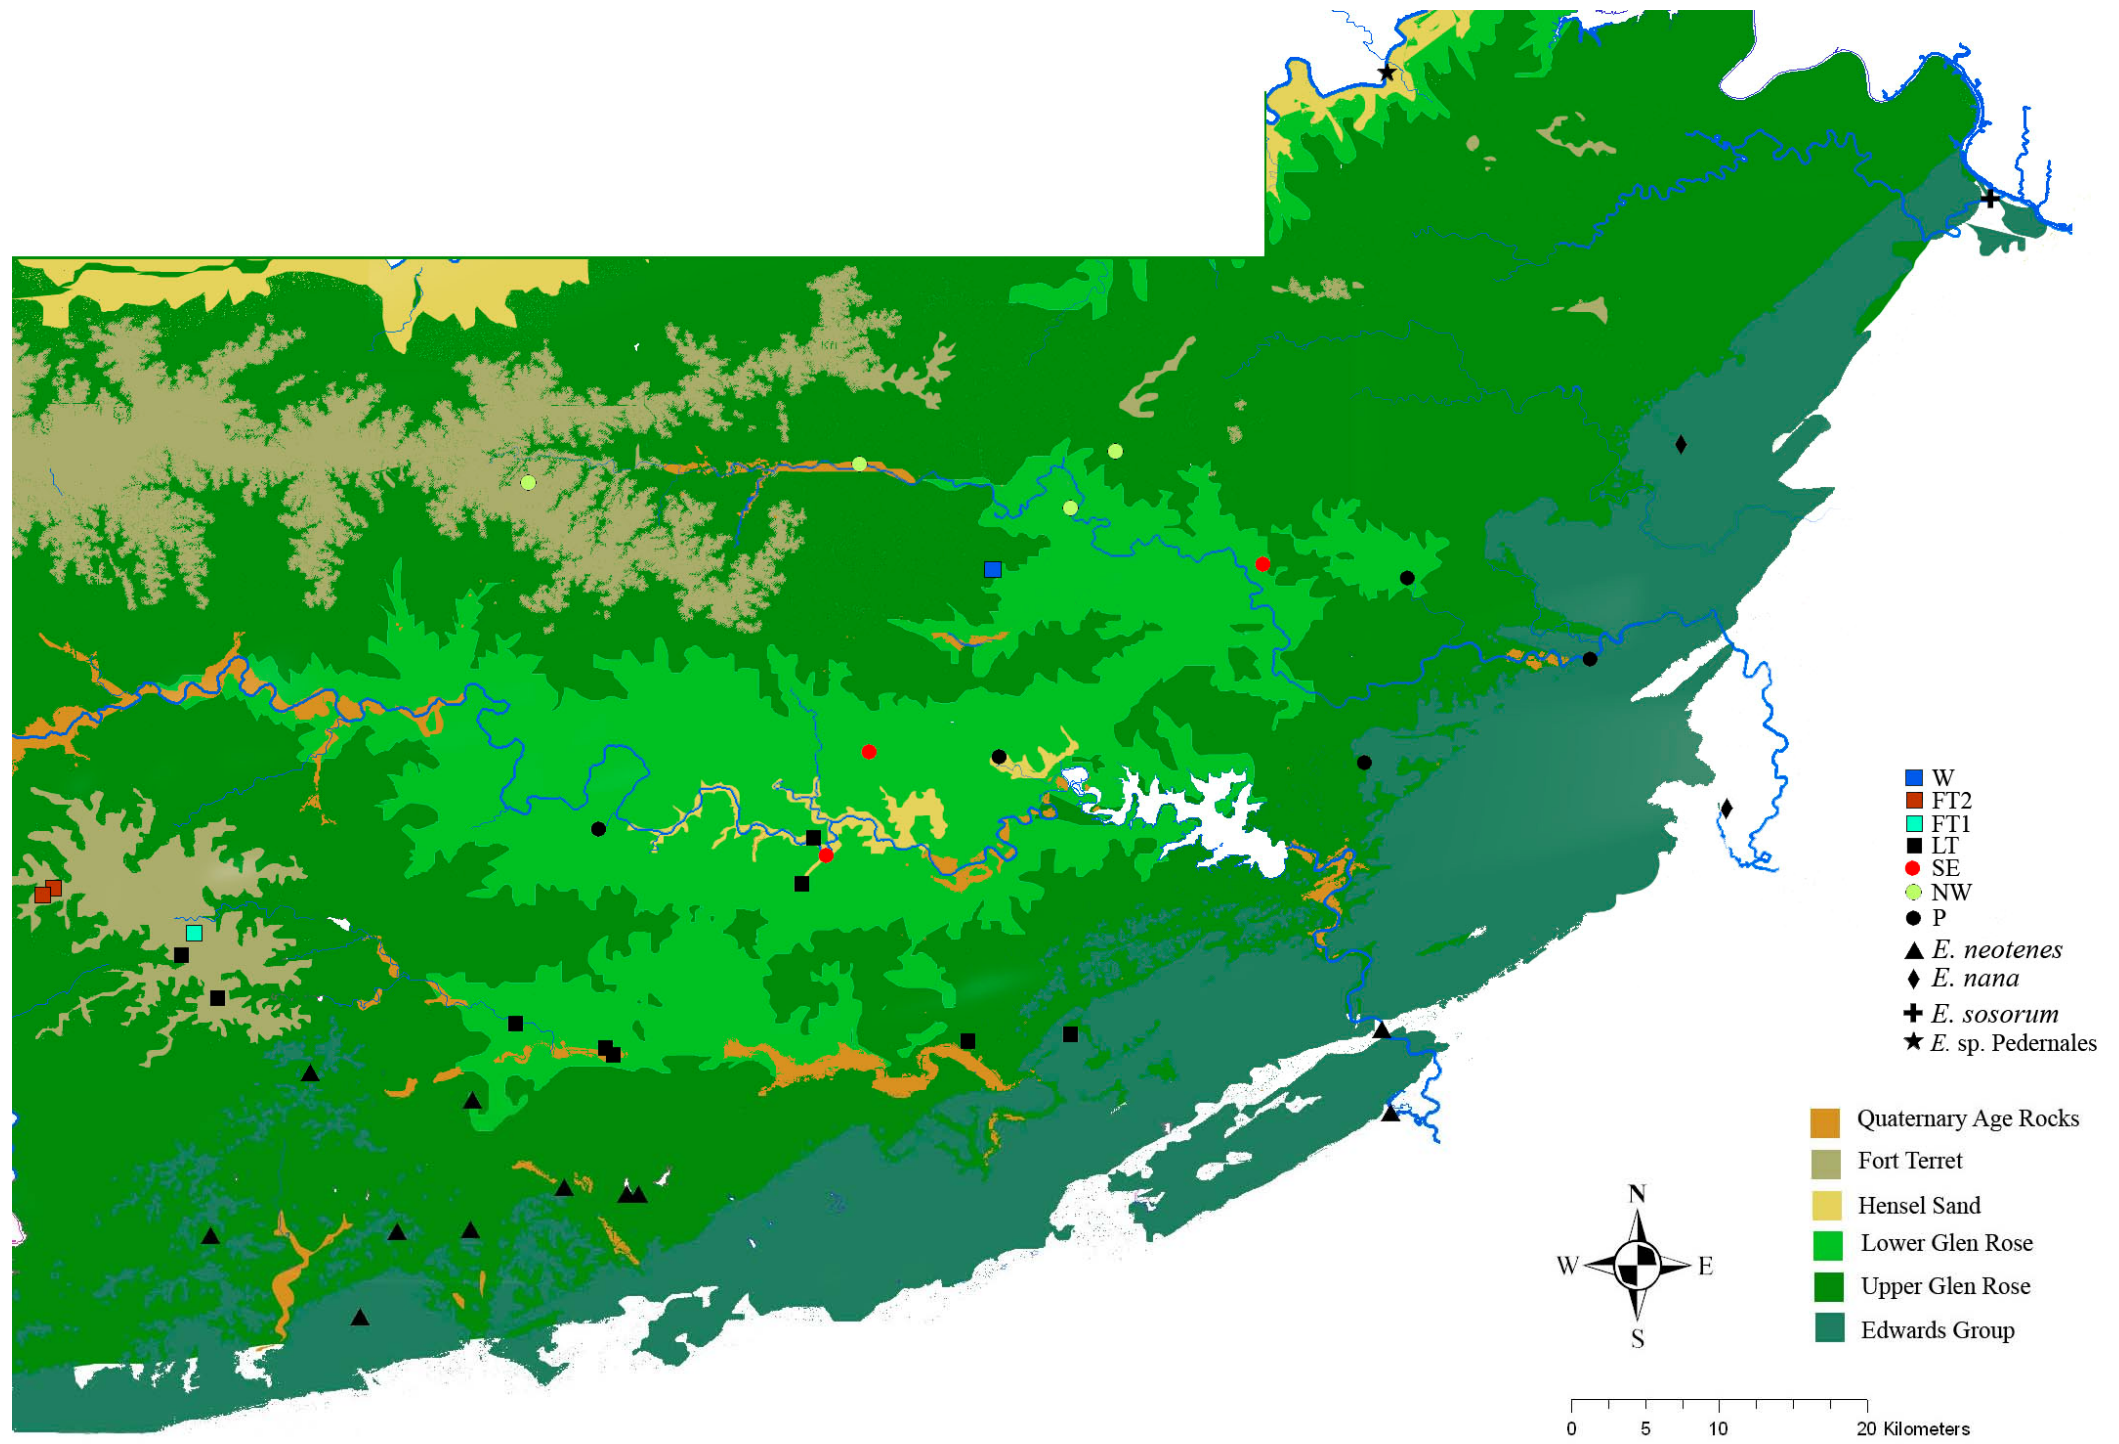 W
FT2
FT1
LT
SE
NW
P
E. neotenes
E. nana
E. sosorum
E. sp. Pedernales
Quaternary Age Rocks
Fort Terret
Hensel Sand
Lower Glen Rose
Upper Glen Rose
Edwards Group
N
W E
S
0 5 10 20 Kilometers